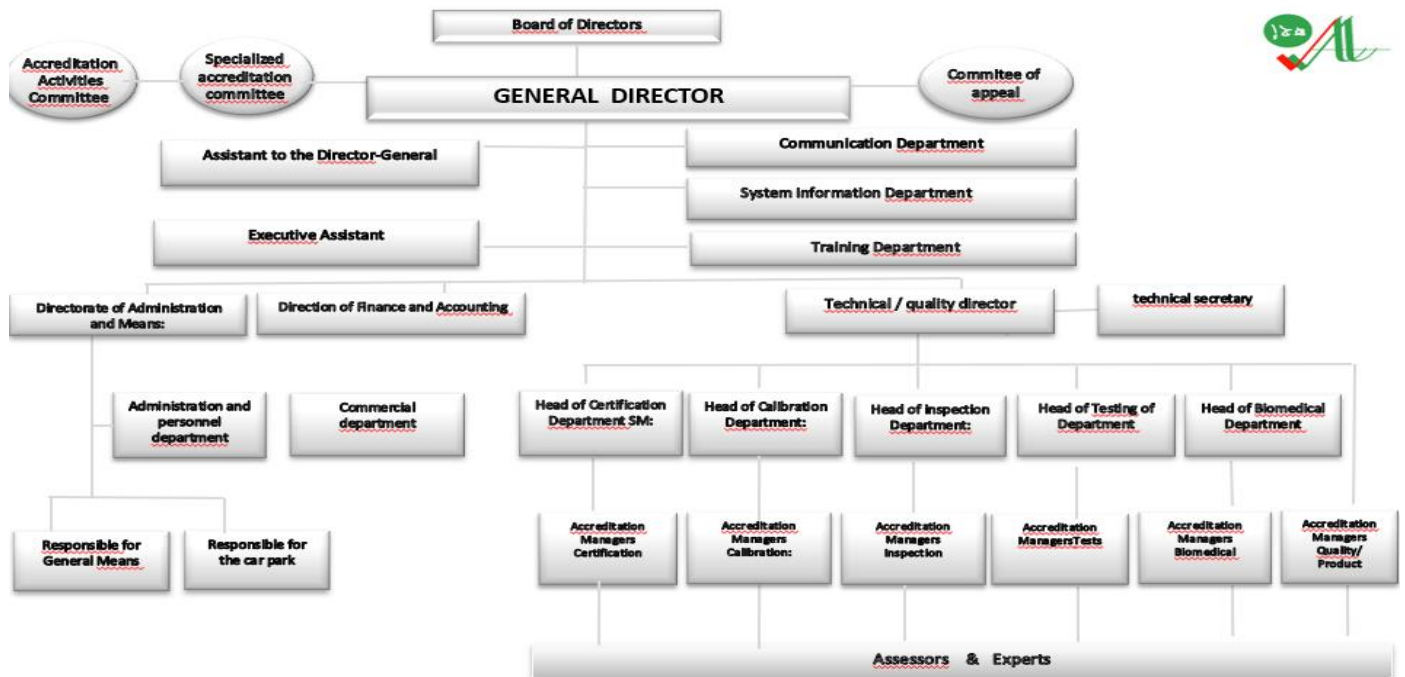 Board of Directors
Accreditation
Activities
Committee
Specialized
accreditation
committee
GENERAL DIRECTOR
Commitee of
appeal
Assistant to the Director-General
Communication Department
System Information Department
Executive Assistant
Training Department
Directorate of Administration
and Means:
Direction of Finance and Accounting
Technical / quality director
technical secretary
Administration and
personnel
department
Commercial
department
Head of Certification
Department SM:
Head of Calibration
Department:
Head of Inspection
Department:
Head of Testing of
Department
Head of Biomedical
Department
Responsible for
General Means
Responsible for
the car park
Accreditation
Managers
Certification
Accreditation
Managers
Calibration:
Accreditation
Managers
Inspection
Accreditation
ManagersTests
Accreditation
Managers
Biomedical
Accreditation
Managers
Quality/
Product
Assessors & Experts